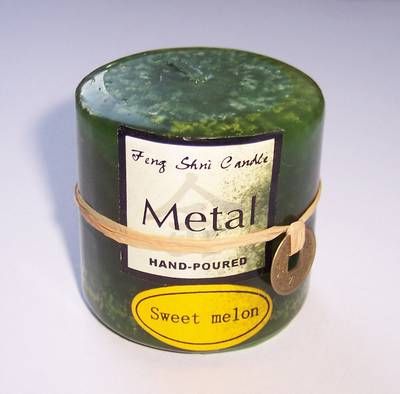 Feng Shui Candle
Metal
HAND-POURED
Sweet melon